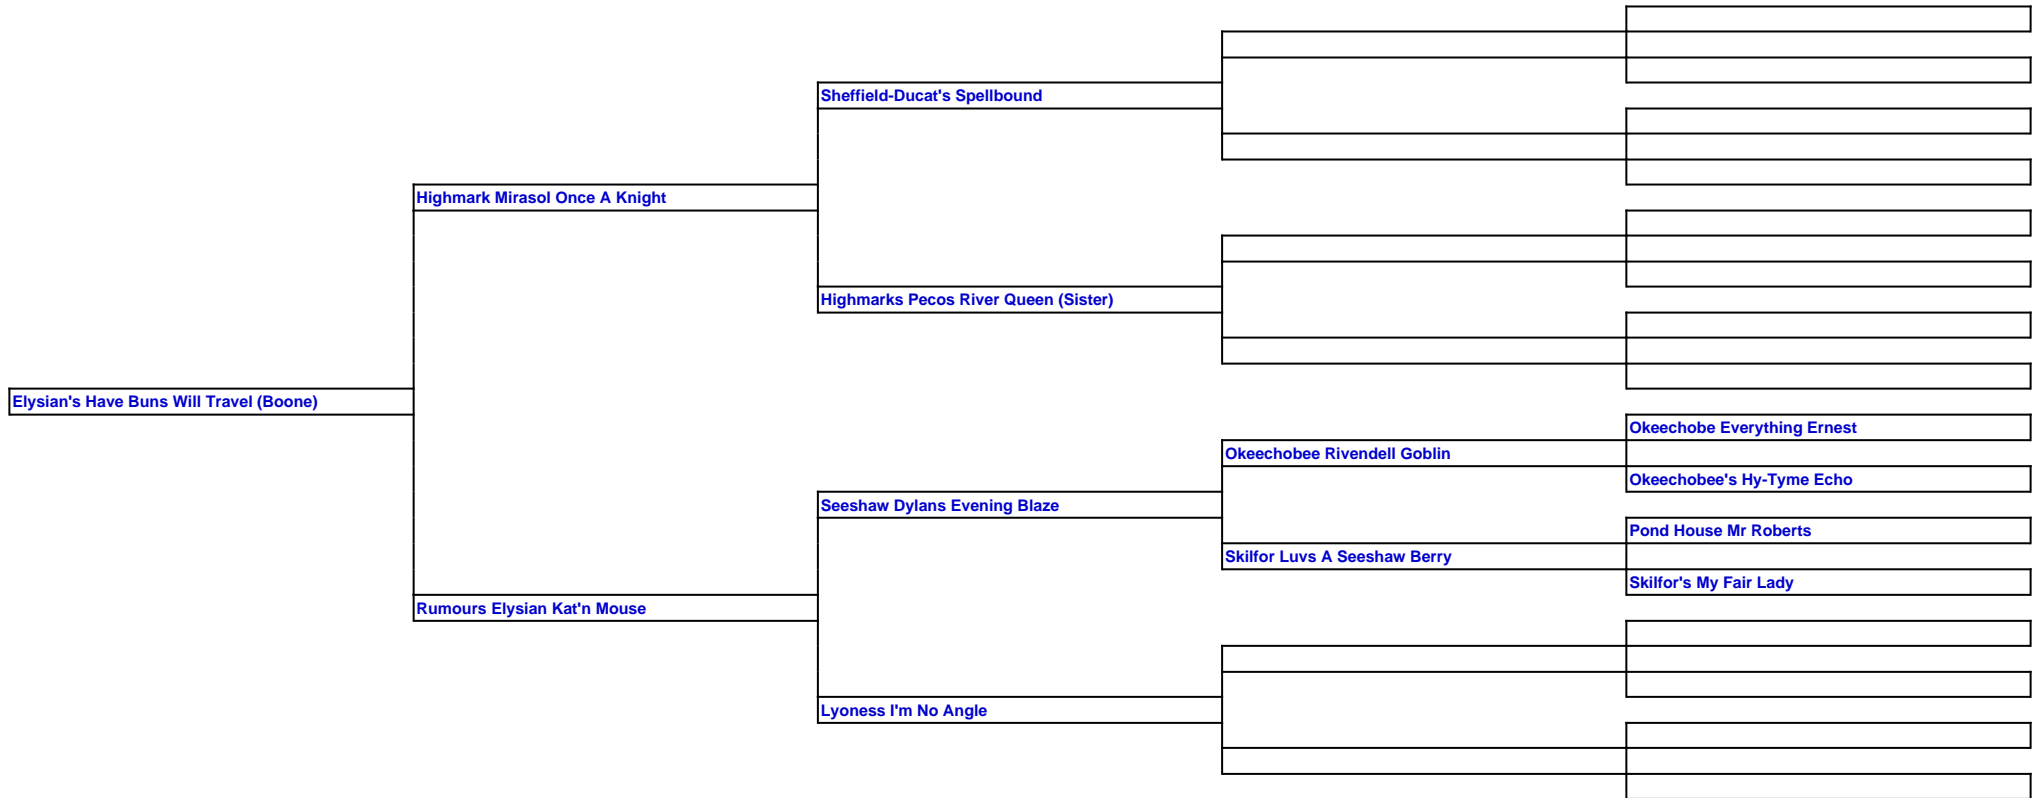 Sheffield-Ducat's Spellbound
Highmark Mirasol Once A Knight
Highmarks Pecos River Queen (Sister)
Elysian's Have Buns Will Travel (Boone)
Okeechobe Everything Ernest
Okeechobee Rivendell Goblin
Okeechobee's Hy-Tyme Echo
Seeshaw Dylans Evening Blaze
Pond House Mr Roberts
Skilfor Luvs A Seeshaw Berry
Skilfor's My Fair Lady
Rumours Elysian Kat'n Mouse
Lyoness I'm No Angle